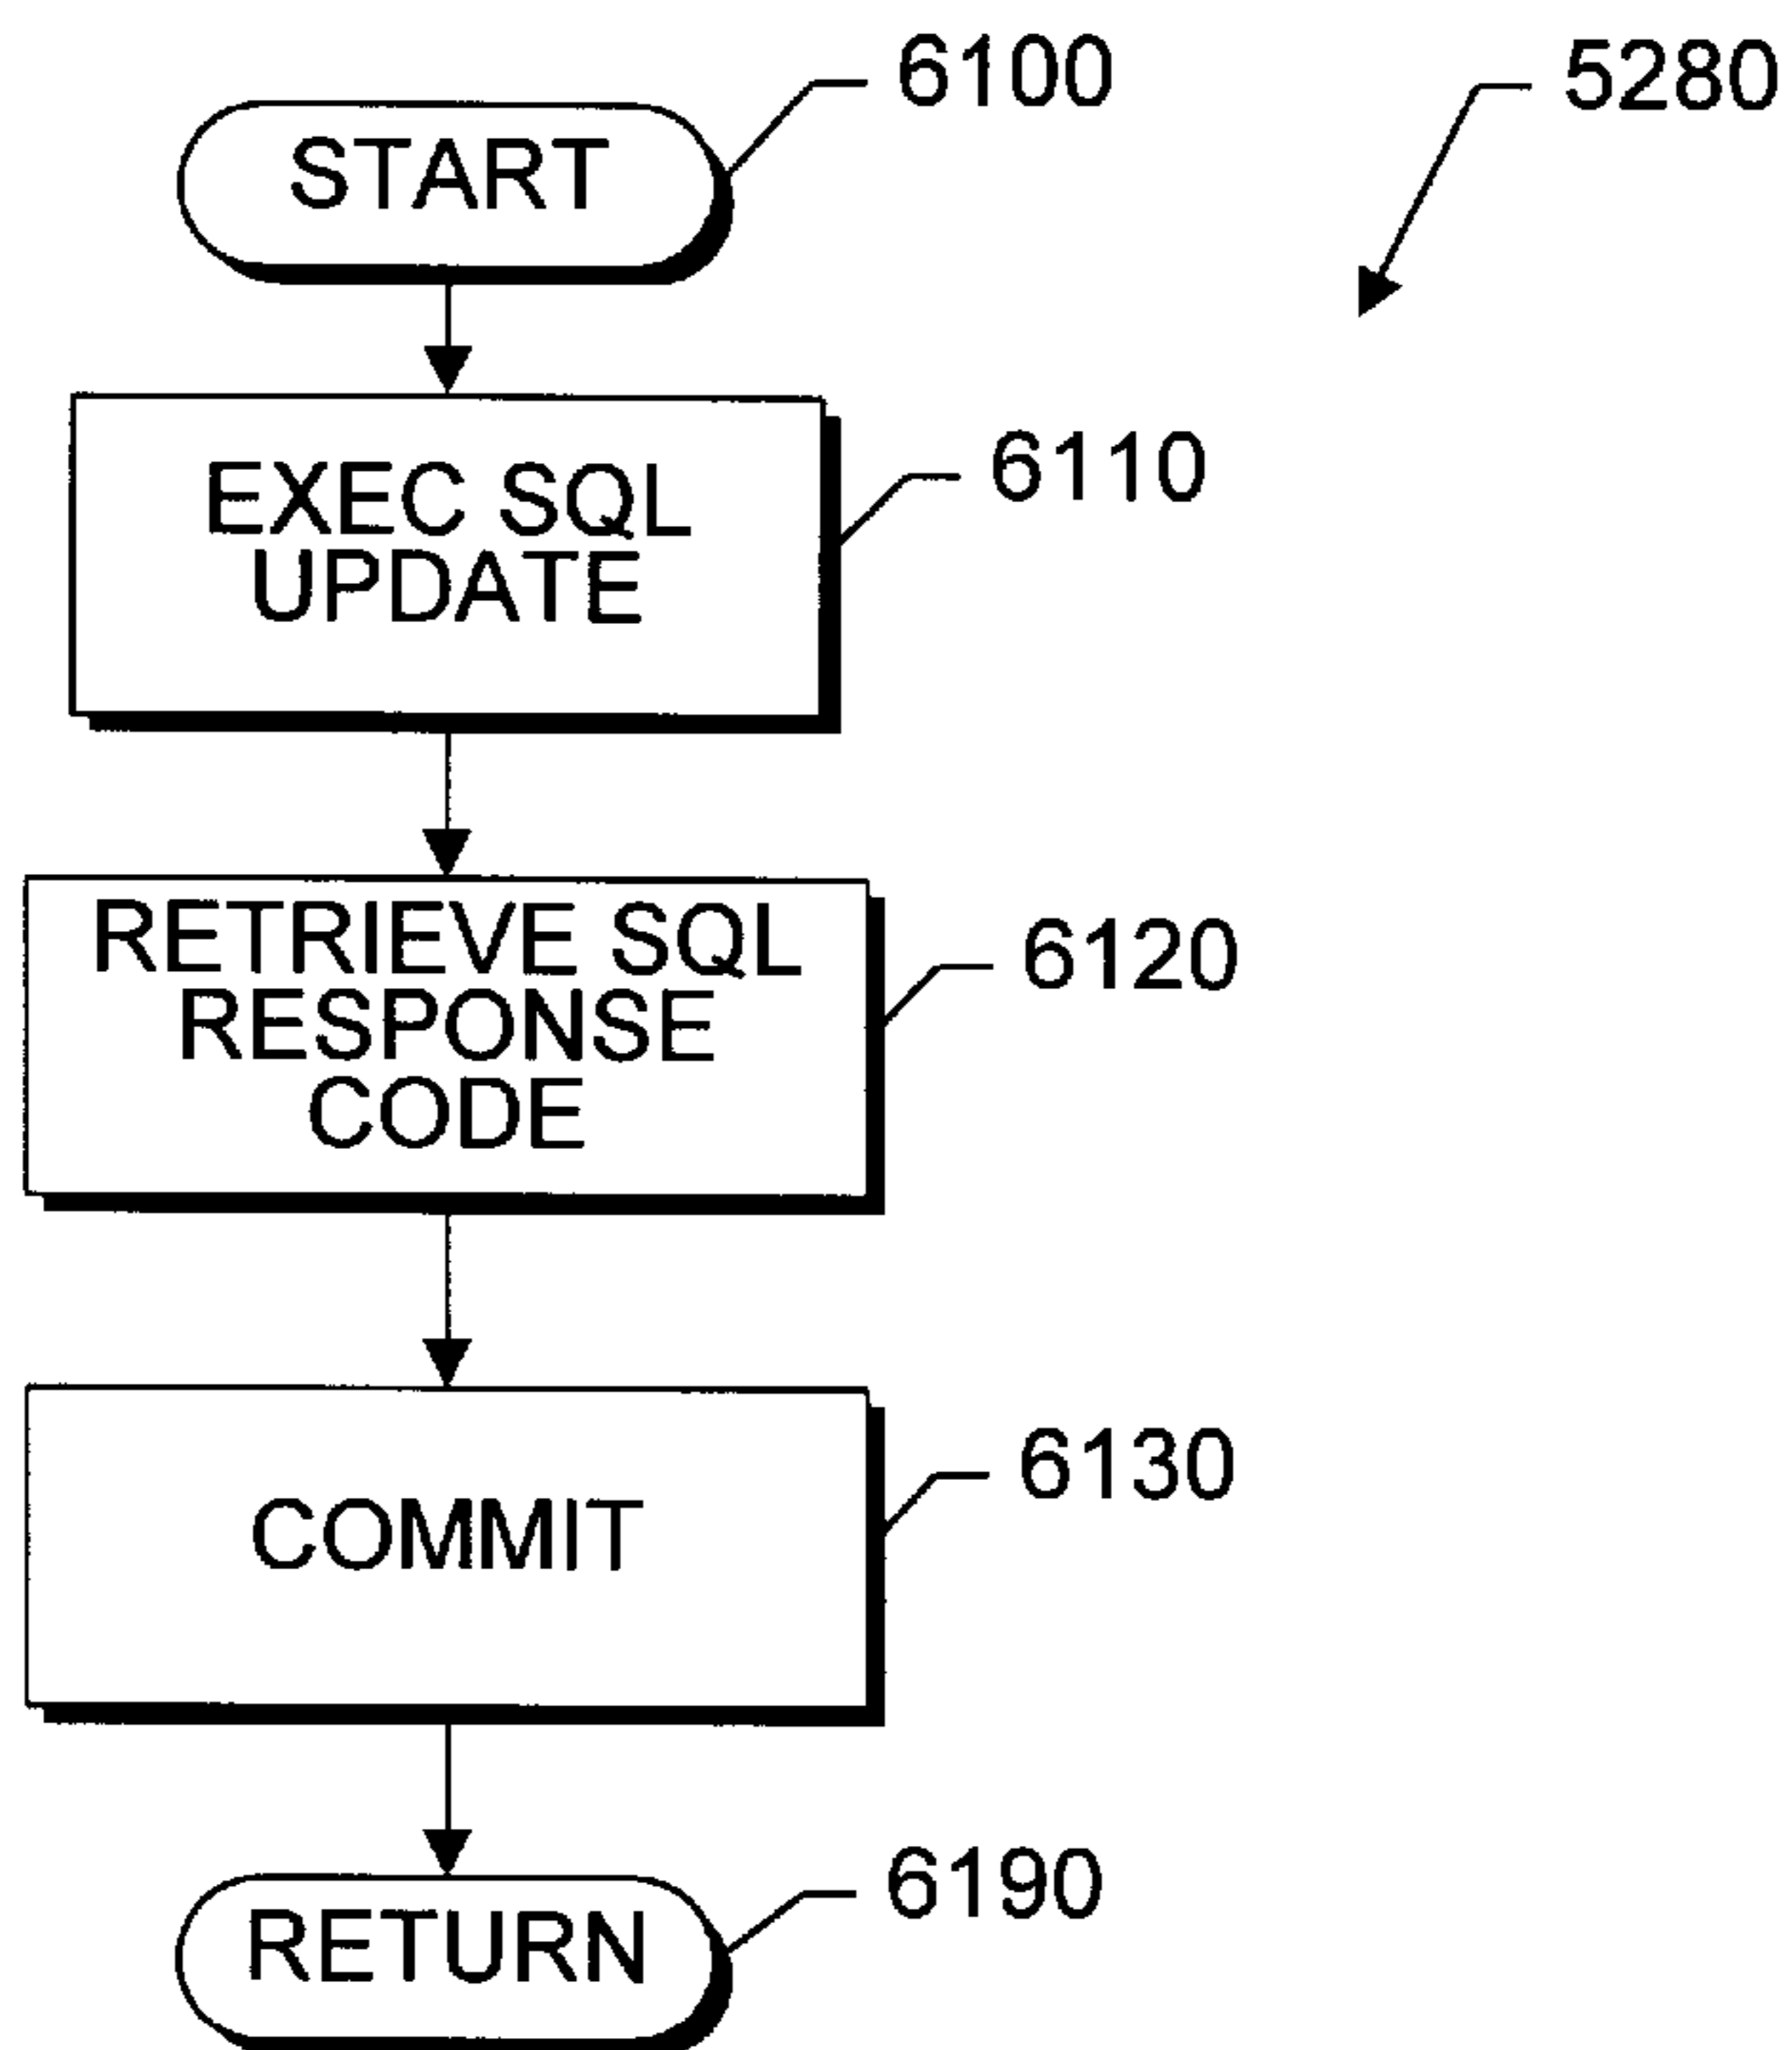 START
6100
5280
EXEC SQL
UPDATE
6110
RETRIEVE SQL
RESPONSE
CODE
6120
COMMIT
6130
RETURN
6190